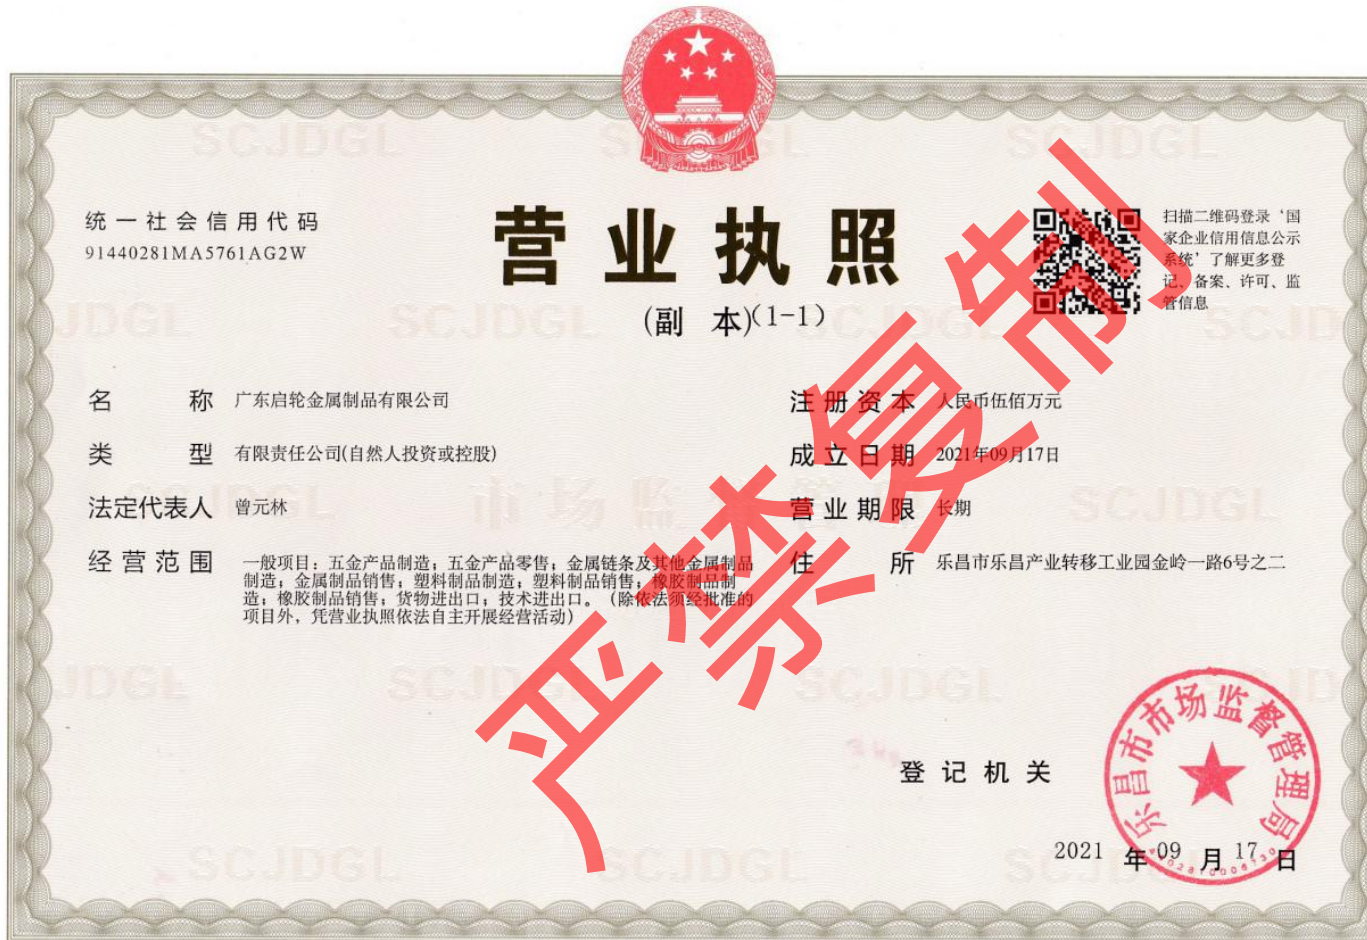 统一社会信用代码
91440281MA5761AG2W
营业执照
(副 本)(1-1)
扫描二维码登录‘国
家企业信用信息公示
系统’了解更多登
记、备案、许可、监
管信息
名 称 广东启轮金属制品有限公司
类 型 有限责任公司(自然人投资或控股)
法定代表人 曾元林
经营范围 一般项目：五金产品制造；五金产品零售；金属链条及其他金属制品
制造；金属制品销售；塑料制品制造；塑料制品销售；橡胶制品制
造；橡胶制品销售；货物进出口；技术进出口。（除依法须经批准的
项目外，凭营业执照依法自主开展经营活动）
注册资本 人民币伍佰万元
成立日期 2021年09月17日
营业期限 长期
住 所 乐昌市乐昌产业转移工业园金岭一路6号之二
严禁复制
登记机关
乐昌市市场监督管理局
2021 年 09 月 17 日
SCJDGL
市场监